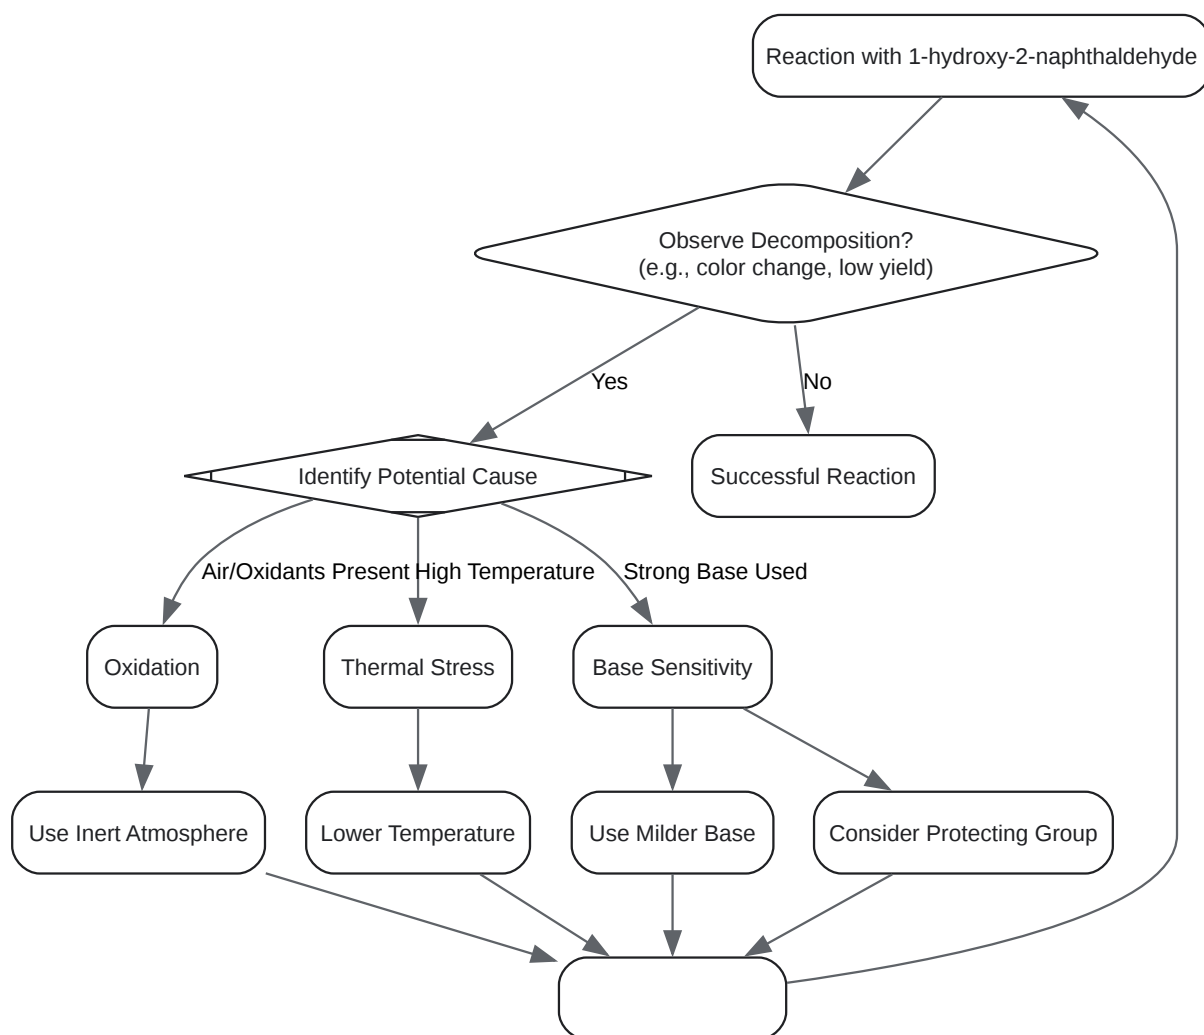 Reaction with 1-hydroxy-2-naphthaldehyde
Observe Decomposition?
(e.g., color change, low yield)
Yes
No
Identify Potential Cause
Successful Reaction
Air/Oxidants Present
High Temperature
Strong Base Used
Oxidation
Thermal Stress
Base Sensitivity
Use Inert Atmosphere
Lower Temperature
Use Milder Base
Consider Protecting Group